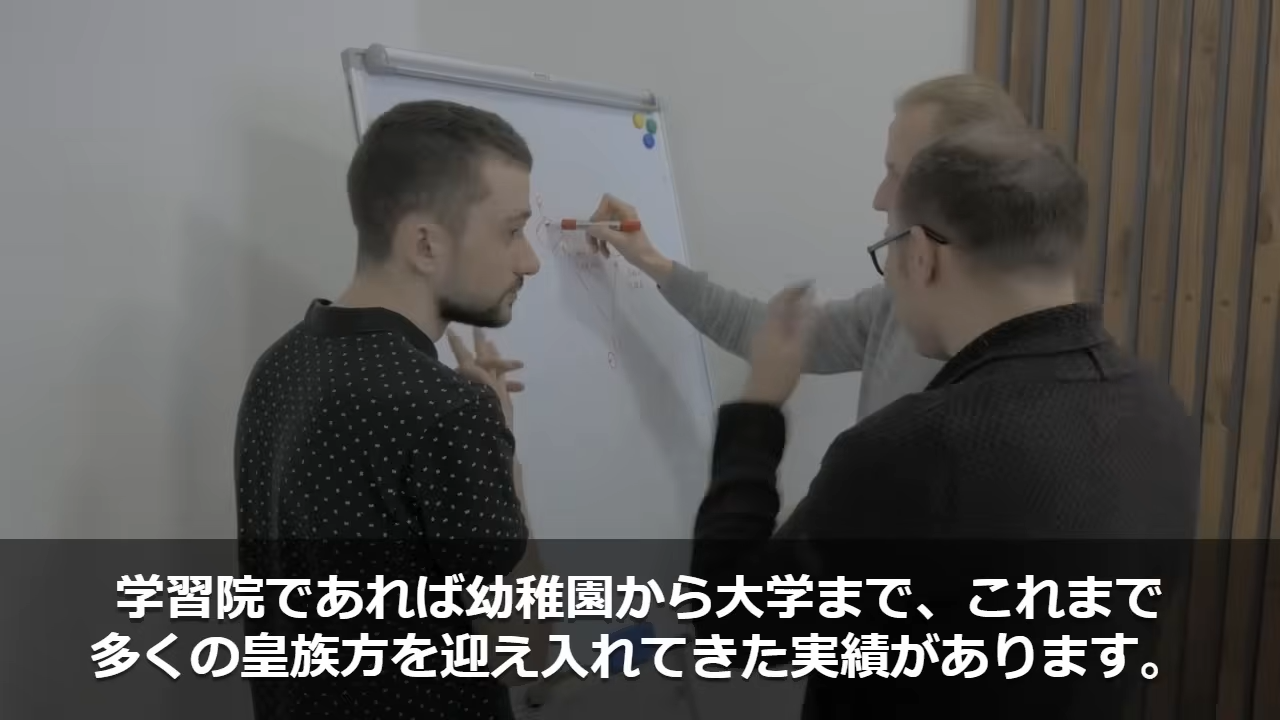 学習院であれば幼稚園から大学まで、これまで
多くの皇族方を迎え入れてきた実績があります。